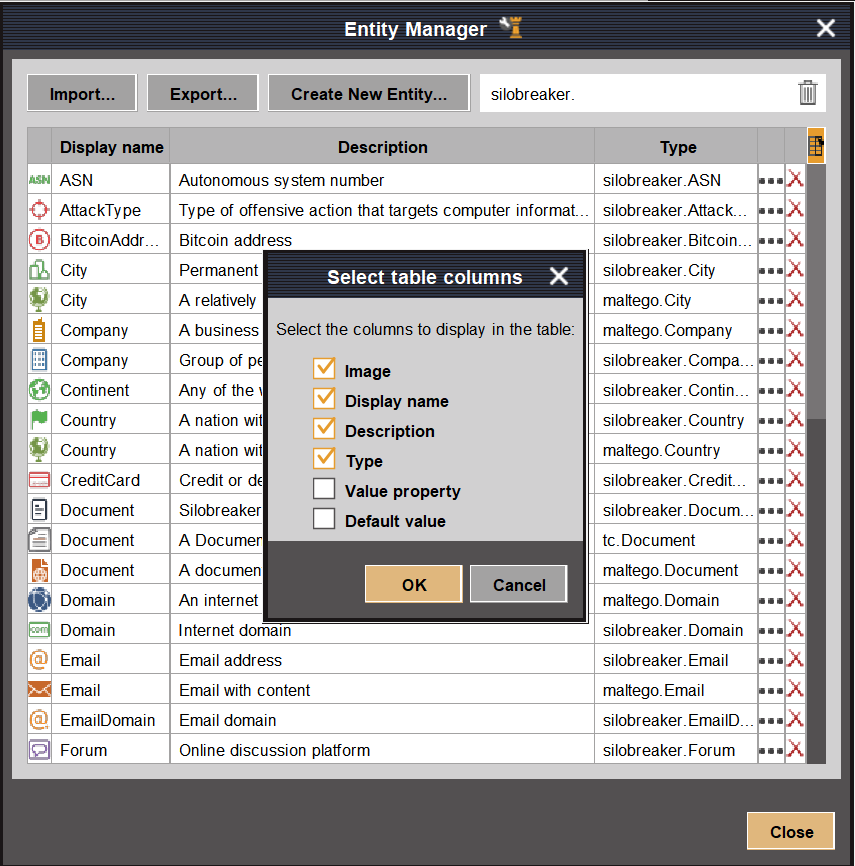 Entity Manager
Import... Export... Create New Entity... silobreaker.
Display name Description Type
ASN ASN Autonomous system number silobreaker.ASN
AttackType Type of offensive action that targets computer informat... silobreaker.Attack...
B BitcoinAddr... Bitcoin address silobreaker.Bitcoin...
City Permanent silobreaker.City
City A relatively maltego.City
Company A business maltego.Company
Company Group of pe silobreaker.Compa...
Continent Any of the silobreaker.Contin...
Country A nation wit silobreaker.Country
Country A nation wit maltego.Country
CreditCard Credit or de silobreaker.Credit...
Document Silobreaker silobreaker.Docum...
Document A Documen tc.Document
Document A documen maltego.Document
Domain An internet maltego.Domain
com Domain Internet domain silobreaker.Domain
@ Email Email address silobreaker.Email
Email Email with content maltego.Email
@ EmailDomain Email domain silobreaker.EmailD...
Forum Online discussion platform silobreaker.Forum
Select table columns
Select the columns to display in the table:
Image
Display name
Description
Type
Value property
Default value
OK Cancel
Close